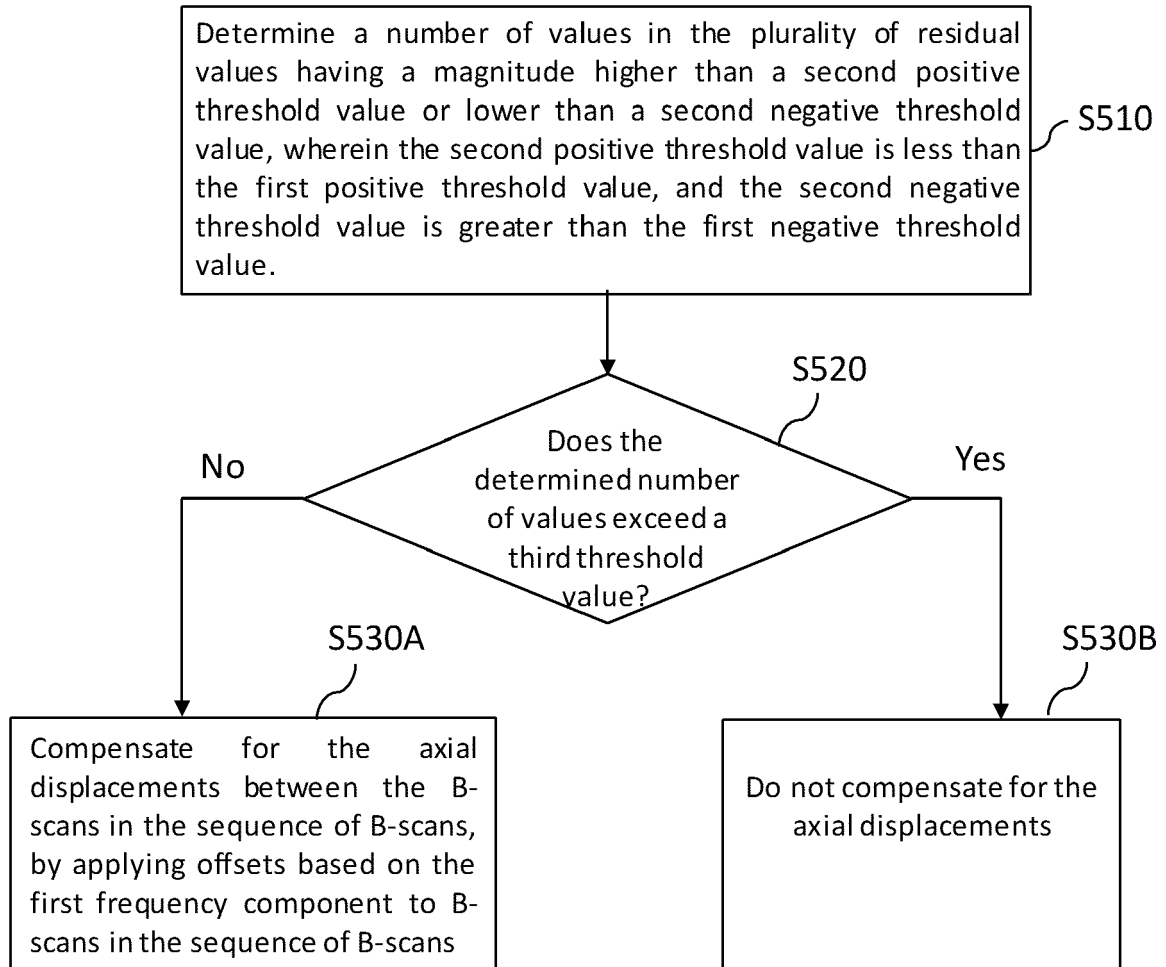 Determine a number of values in the plurality of residual
values having a magnitude higher than a second positive
threshold value or lower than a second negative threshold
value, wherein the second positive threshold value is less than
the first positive threshold value, and the second negative
threshold value is greater than the first negative threshold
value.
S510
S520
Does the
determined number
of values exceed a
third threshold
value?
No
Yes
S530A
S530B
Compensate for the axial
displacements between the B-
scans in the sequence of B-scans,
by applying offsets based on the
first frequency component to B-
scans in the sequence of B-scans
Do not compensate for the
axial displacements